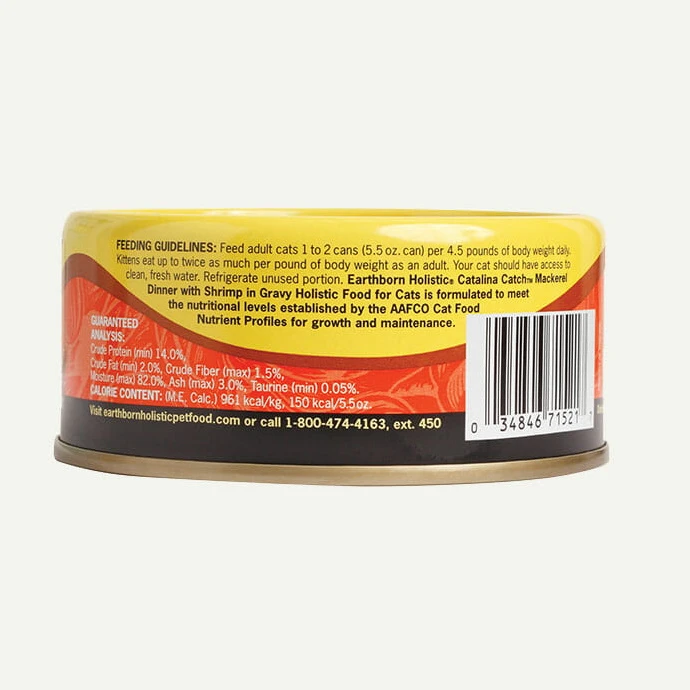 FEEDING GUIDELINES: Feed adult cats 1 to 2 cans (5.5 oz. can) per 4.5 pounds of body weight daily.
Kittens eat up to twice as much per pound of body weight as an adult. Your cat should have access to
clean, fresh water. Refrigerate unused portion. Earthborn Holistic® Catalina Catch™ Mackerel
Dinner with Shrimp in Gravy Holistic Food for Cats is formulated to meet
the nutritional levels established by the AAFCO Cat Food
Nutrient Profiles for growth and maintenance.
GUARANTEED
ANALYSIS:
Crude Protein (min) 14.0%,
Crude Fat (min) 2.0%, Crude Fiber (max) 1.5%,
Moisture (max) 82.0%, Ash (max) 3.0%, Taurine (min) 0.05%.
CALORIE CONTENT: (M.E, Calc.) 961 kcal/kg, 150 kcal/5.5oz.
Visit earthbornholisticpetfood.com or call 1-800-474-4163, ext. 450
0 34846 71521